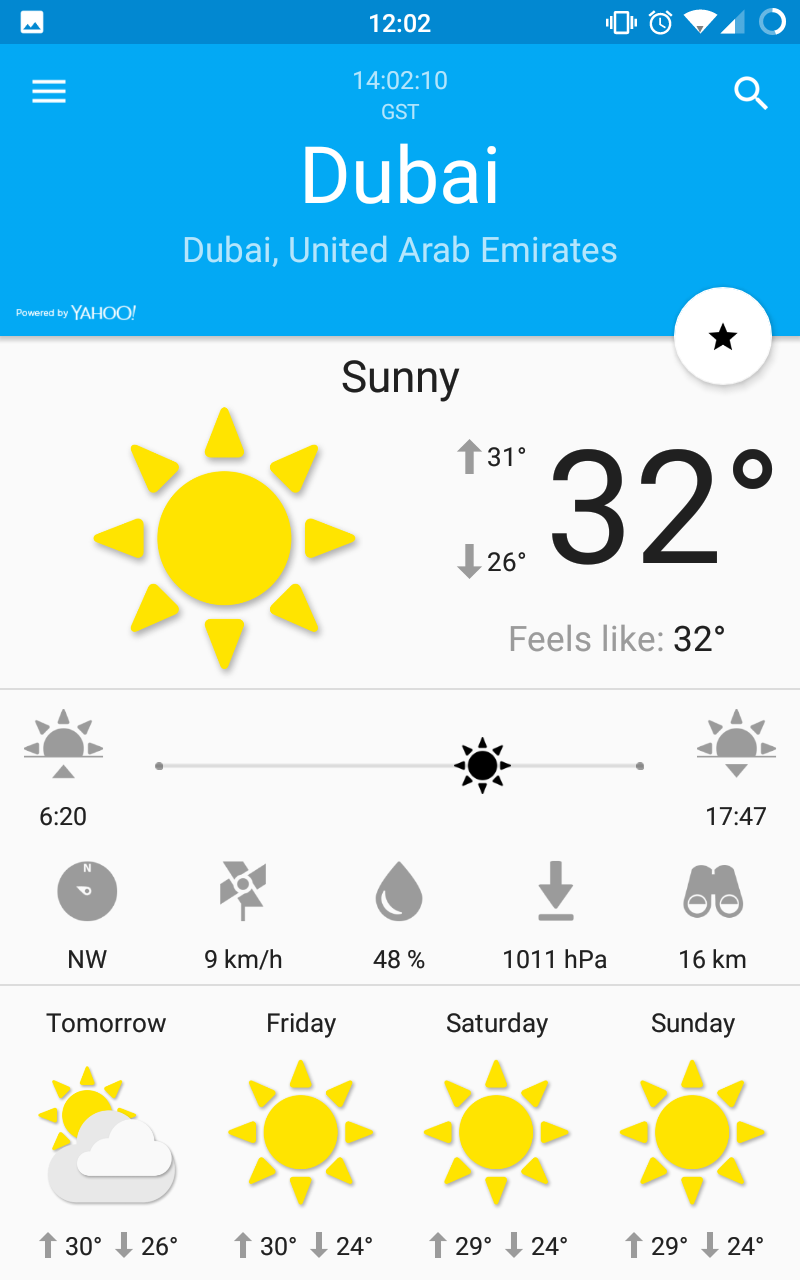 12:02
14:02:10
GST
Dubai
Dubai, United Arab Emirates
Powered by YAHOO!
Sunny
31°
32°
26°
Feels like: 32°
6:20
17:47
N
NW
9 km/h
48 %
1011 hPa
16 km
Tomorrow
Friday
Saturday
Sunday
30° 26°
30° 24°
29° 24°
29° 24°